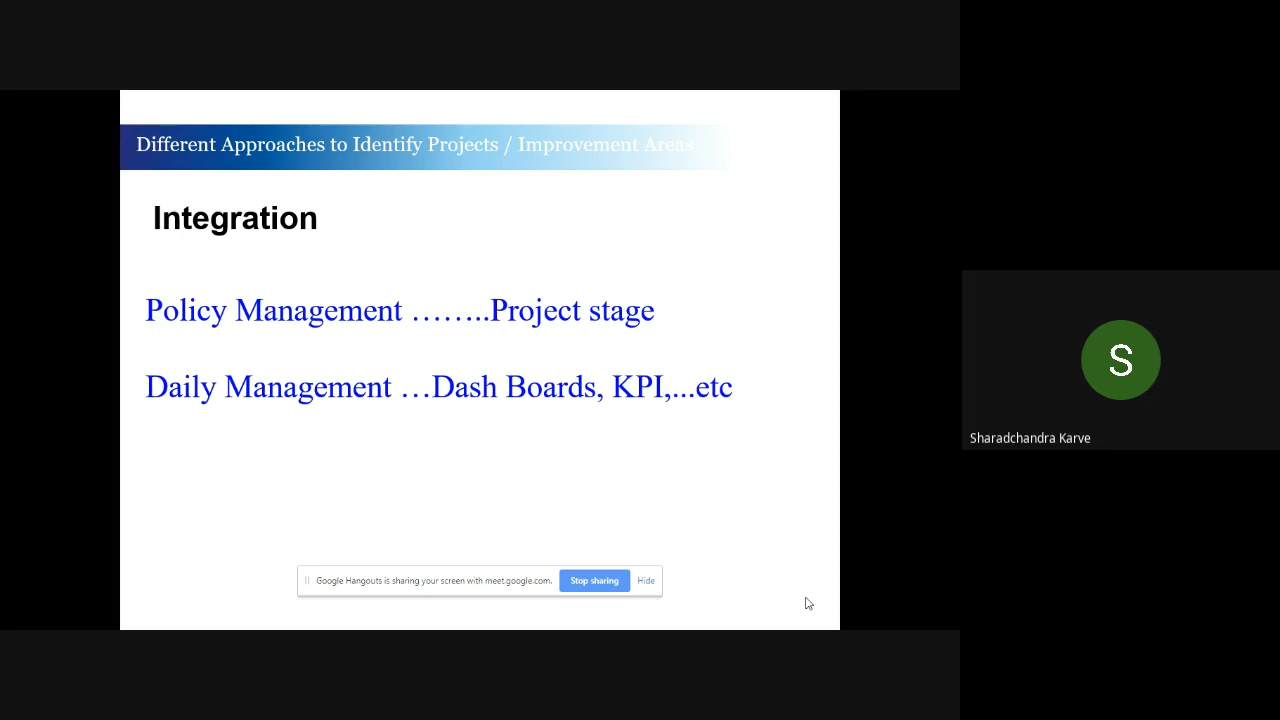 Different Approaches to Identify Projects / Improvement Areas
Integration
Policy Management ……..Project stage
Daily Management …Dash Boards, KPI,...etc
Google Hangouts is sharing your screen with meet.google.com. Stop sharing Hide
S
Sharadchandra Karve